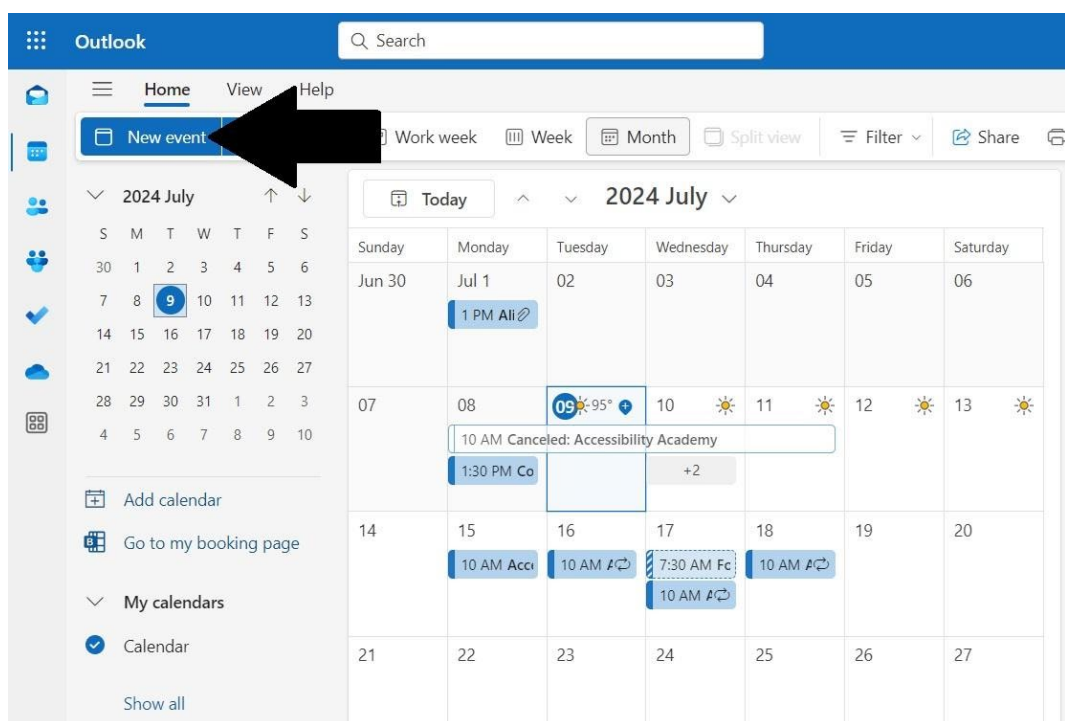 Outlook
Search
Home View Help
New event
Work week Week Month Split view Filter Share
2024 July
S M T W T F S
30 1 2 3 4 5 6
7 8 9 10 11 12 13
14 15 16 17 18 19 20
21 22 23 24 25 26 27
28 29 30 31 1 2 3
4 5 6 7 8 9 10
Add calendar
Go to my booking page
My calendars
Calendar
Show all
Today 2024 July
Sunday Monday Tuesday Wednesday Thursday Friday Saturday
Jun 30 Jul 1 02 03 04 05 06
1 PM Ali
07 08 09 95° 10 11 12 13
10 AM Canceled: Accessibility Academy
1:30 PM Co +2
14 15 16 17 18 19 20
10 AM Acc 10 AM 7:30 AM Fc 10 AM
10 AM
21 22 23 24 25 26 27